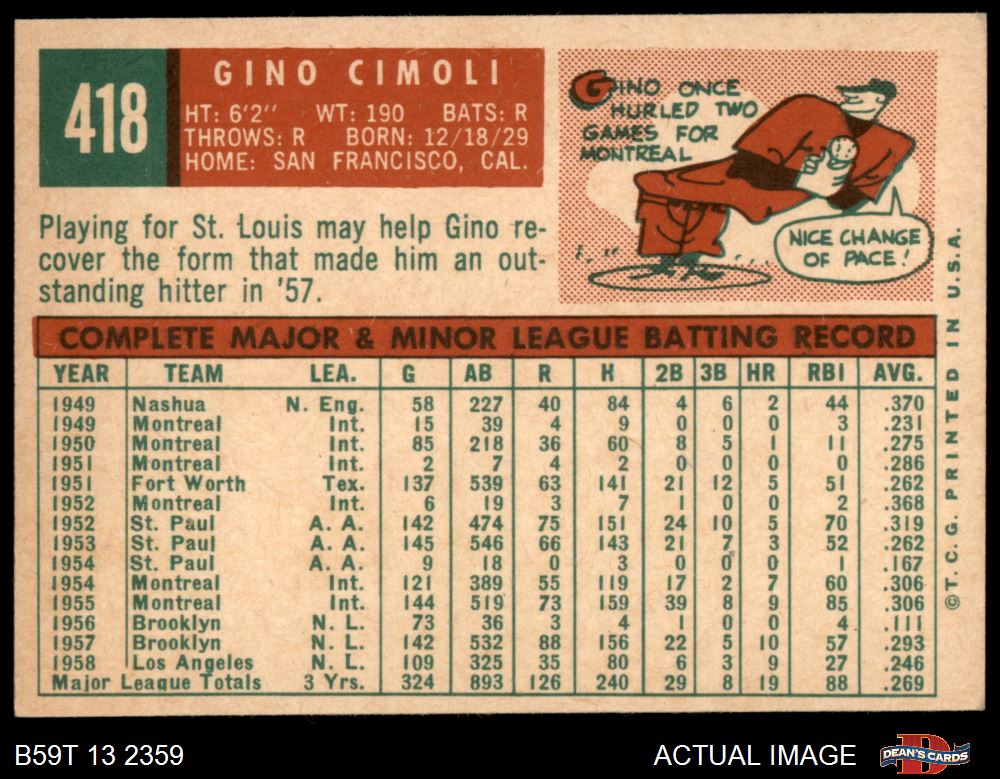 418
GINO CIMOLI
HT: 6'2" WT: 190 BATS: R
THROWS: R BORN: 12/18/29
HOME: SAN FRANCISCO, CAL.
GINO ONCE
HURLED TWO
GAMES FOR
MONTREAL
NICE CHANGE
OF PACE!
Playing for St. Louis may help Gino re-
cover the form that made him an out-
standing hitter in '57.
COMPLETE MAJOR & MINOR LEAGUE BATTING RECORD
YEAR TEAM LEA. G AB R H 2B 3B HR RBI AVG.
1949 Nashua N. Eng. 58 227 40 84 4 6 2 44 .370
1949 Montreal Int. 15 39 4 9 0 0 0 3 .231
1950 Montreal Int. 85 218 36 60 8 5 1 11 .275
1951 Montreal Int. 2 7 4 2 0 0 0 0 .286
1951 Fort Worth Tex. 137 539 63 141 21 12 5 51 .262
1952 Montreal Int. 6 19 3 7 1 0 0 2 .368
1952 St. Paul A. A. 142 474 75 151 24 10 5 70 .319
1953 St. Paul A. A. 145 546 66 143 21 7 3 52 .262
1954 St. Paul A. A. 9 18 0 3 0 0 0 1 .167
1954 Montreal Int. 121 389 55 119 17 2 7 60 .306
1955 Montreal Int. 144 519 73 159 39 8 9 85 .306
1956 Brooklyn N. L. 73 36 3 4 1 0 0 4 .111
1957 Brooklyn N. L. 142 532 88 156 22 5 10 57 .293
1958 Los Angeles N. L. 109 325 35 80 6 3 9 27 .246
Major League Totals 3 Yrs. 324 893 126 240 29 8 19 88 .269
©T.C.G. PRINTED IN U.S.A.
B59T 13 2359
ACTUAL IMAGE
DEAN'S CARDS